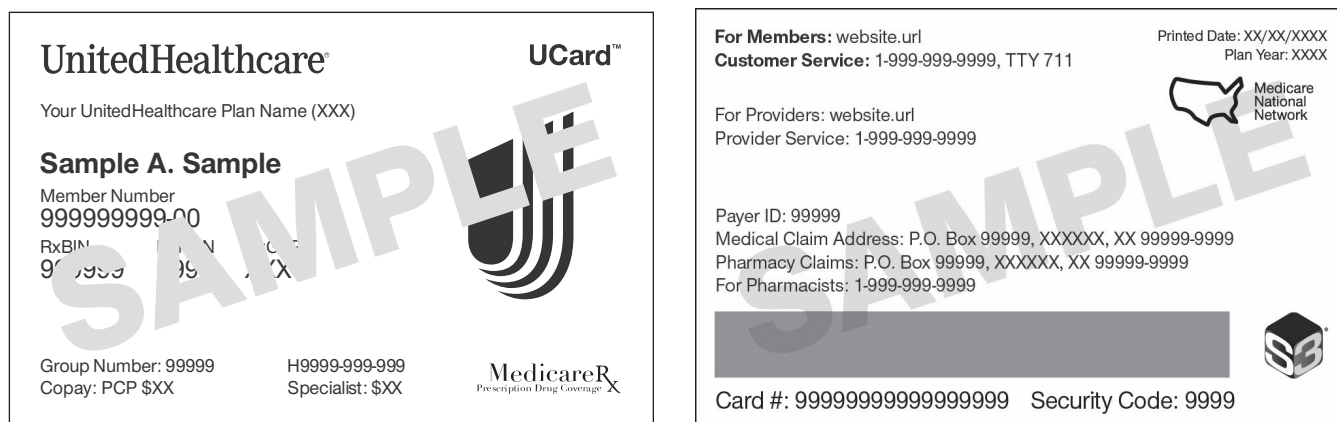 UnitedHealthcare®
UCard™
Your UnitedHealthcare Plan Name (XXX)
Sample A. Sample
Member Number
999999999-00
RxBIN
Group Number: 99999
H9999-999-999
Copay: PCP $XX
Specialist: $XX
MedicareRx
Prescription Drug Coverage
SAMPLE
For Members: website.url
Customer Service: 1-999-999-9999, TTY 711
Printed Date: XX/XX/XXXX
Plan Year: XXXX
Medicare
National
Network
For Providers: website.url
Provider Service: 1-999-999-9999
Payer ID: 99999
Medical Claim Address: P.O. Box 99999, XXXXXX, XX 99999-9999
Pharmacy Claims: P.O. Box 99999, XXXXXX, XX 99999-9999
For Pharmacists: 1-999-999-9999
S3®
Card #: 99999999999999999 Security Code: 9999
SAMPLE